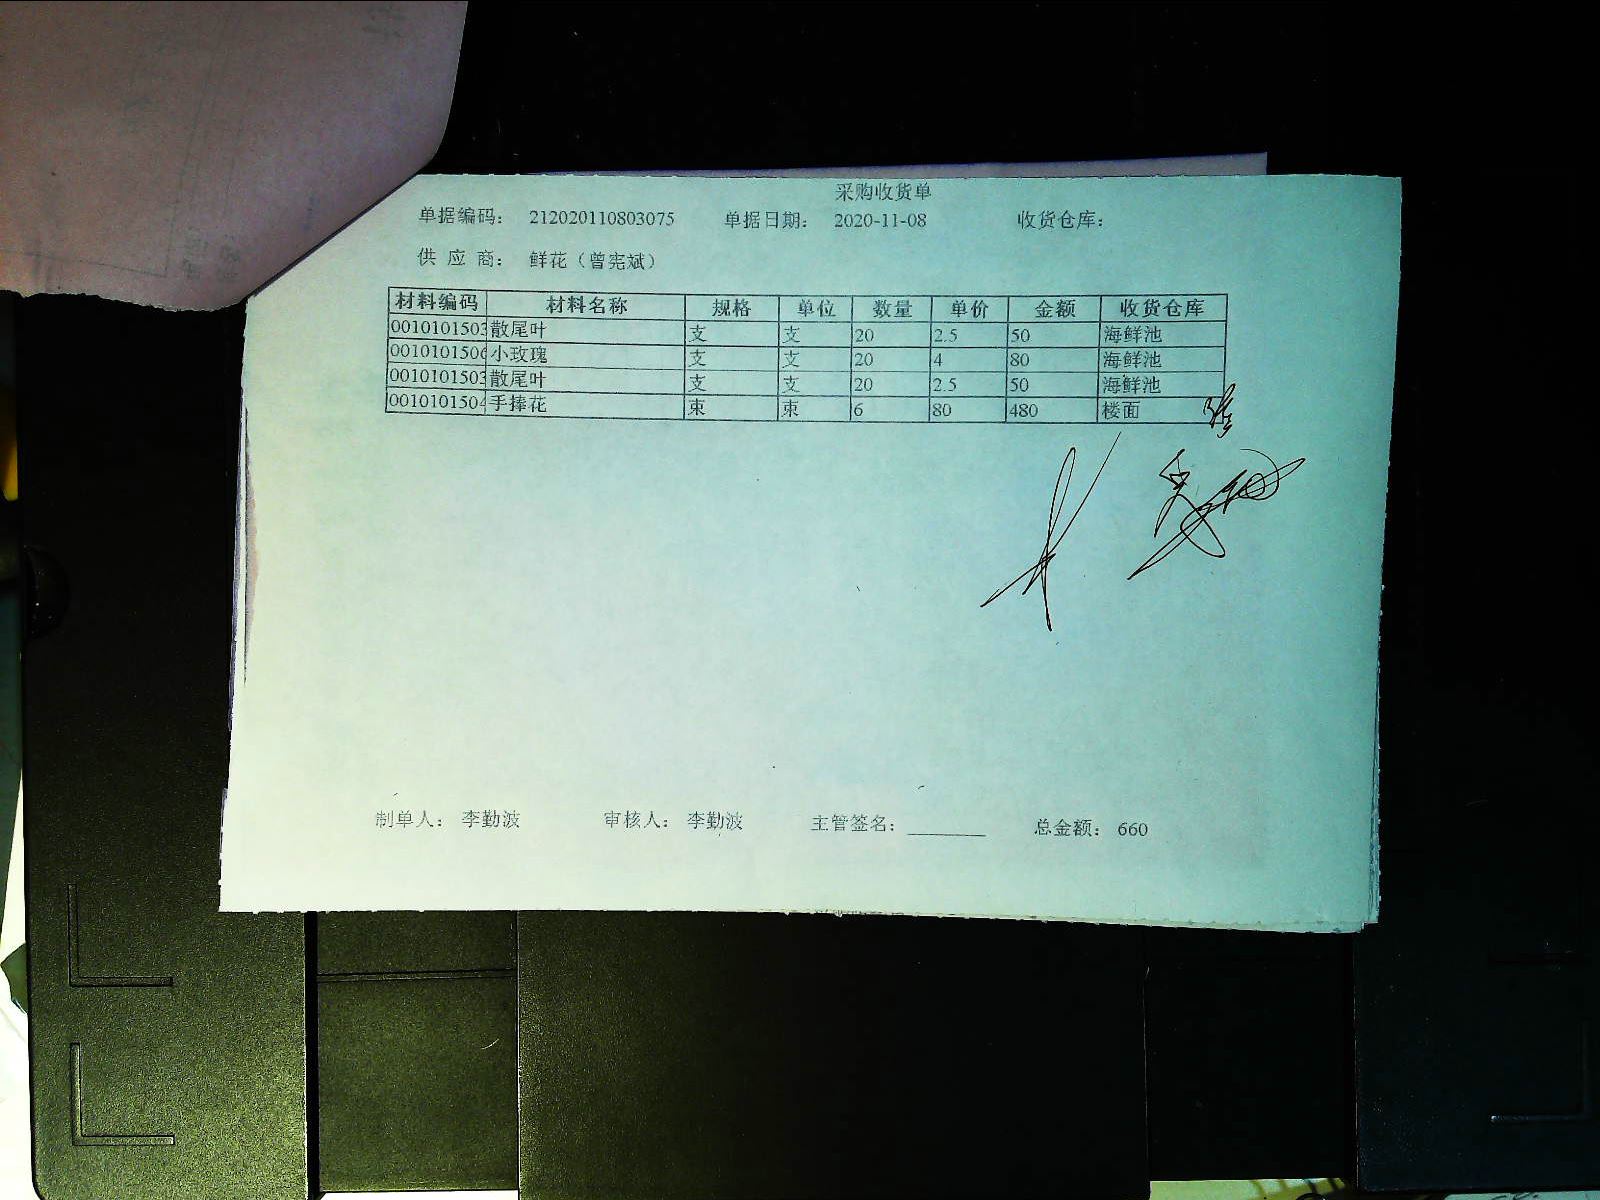 采购收货单
单据编码： 212020110803075 单据日期： 2020-11-08 收货仓库：
供 应 商： 鲜花（曾宪斌）
材料编码 材料名称 规格 单位 数量 单价 金额 收货仓库
0010101503 散尾叶 支 支 20 2.5 50 海鲜池
001010150 小玫瑰 支 支 20 4 80 海鲜池
0010101503 散尾叶 支 支 20 2.5 50 海鲜池
0010101504 手捧花 束 束 6 80 480 楼面
制单人： 李勤波 审核人： 李勤波 主管签名：________ 总金额： 660